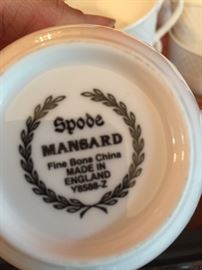 Spode
MANSARD
Fine Bone China
MADE IN
ENGLAND
Y8588-Z